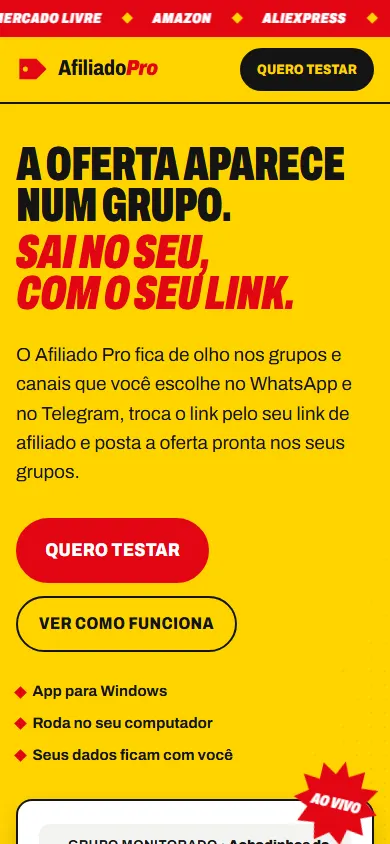 MERCADO LIVRE ◆ AMAZON ◆ ALIEXPRESS ◆
AfiliadoPro
QUERO TESTAR
A OFERTA APARECE
NUM GRUPO.
SAI NO SEU,
COM O SEU LINK.
O Afiliado Pro fica de olho nos grupos e
canais que você escolhe no WhatsApp e
no Telegram, troca o link pelo seu link de
afiliado e posta a oferta pronta nos seus
grupos.
QUERO TESTAR
VER COMO FUNCIONA
App para Windows
Roda no seu computador
Seus dados ficam com você
AO VIVO
GRUPO MONITORADO · Achadinhos do